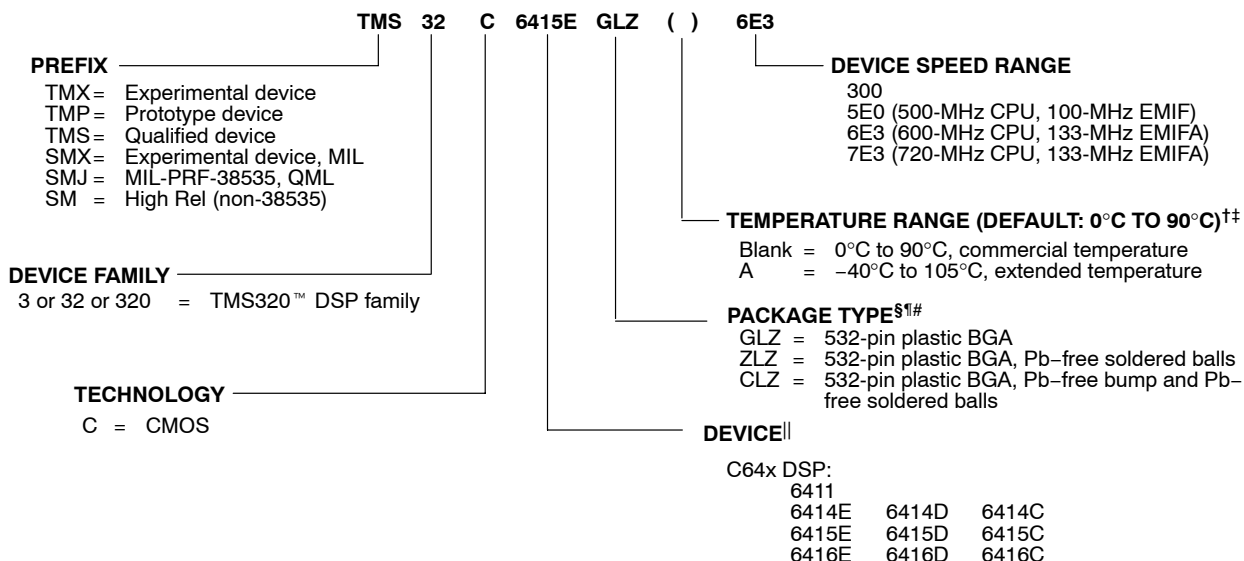 TMS 32 C 6415E GLZ ( ) 6E3
PREFIX
TMX= Experimental device
TMP= Prototype device
TMS= Qualified device
SMX= Experimental device, MIL
SMJ = MIL-PRF-38535, QML
SM = High Rel (non-38535)
DEVICE SPEED RANGE
300
5E0 (500-MHz CPU, 100-MHz EMIF)
6E3 (600-MHz CPU, 133-MHz EMIFA)
7E3 (720-MHz CPU, 133-MHz EMIFA)
TEMPERATURE RANGE (DEFAULT: 0°C TO 90°C)†‡
Blank = 0°C to 90°C, commercial temperature
A = −40°C to 105°C, extended temperature
DEVICE FAMILY
3 or 32 or 320 = TMS320™ DSP family
PACKAGE TYPE§¶#
GLZ = 532-pin plastic BGA
ZLZ = 532-pin plastic BGA, Pb−free soldered balls
CLZ = 532-pin plastic BGA, Pb−free bump and Pb−
free soldered balls
TECHNOLOGY
C = CMOS
DEVICE||
C64x DSP:
6411
6414E 6414D 6414C
6415E 6415D 6415C
6416E 6416D 6416C